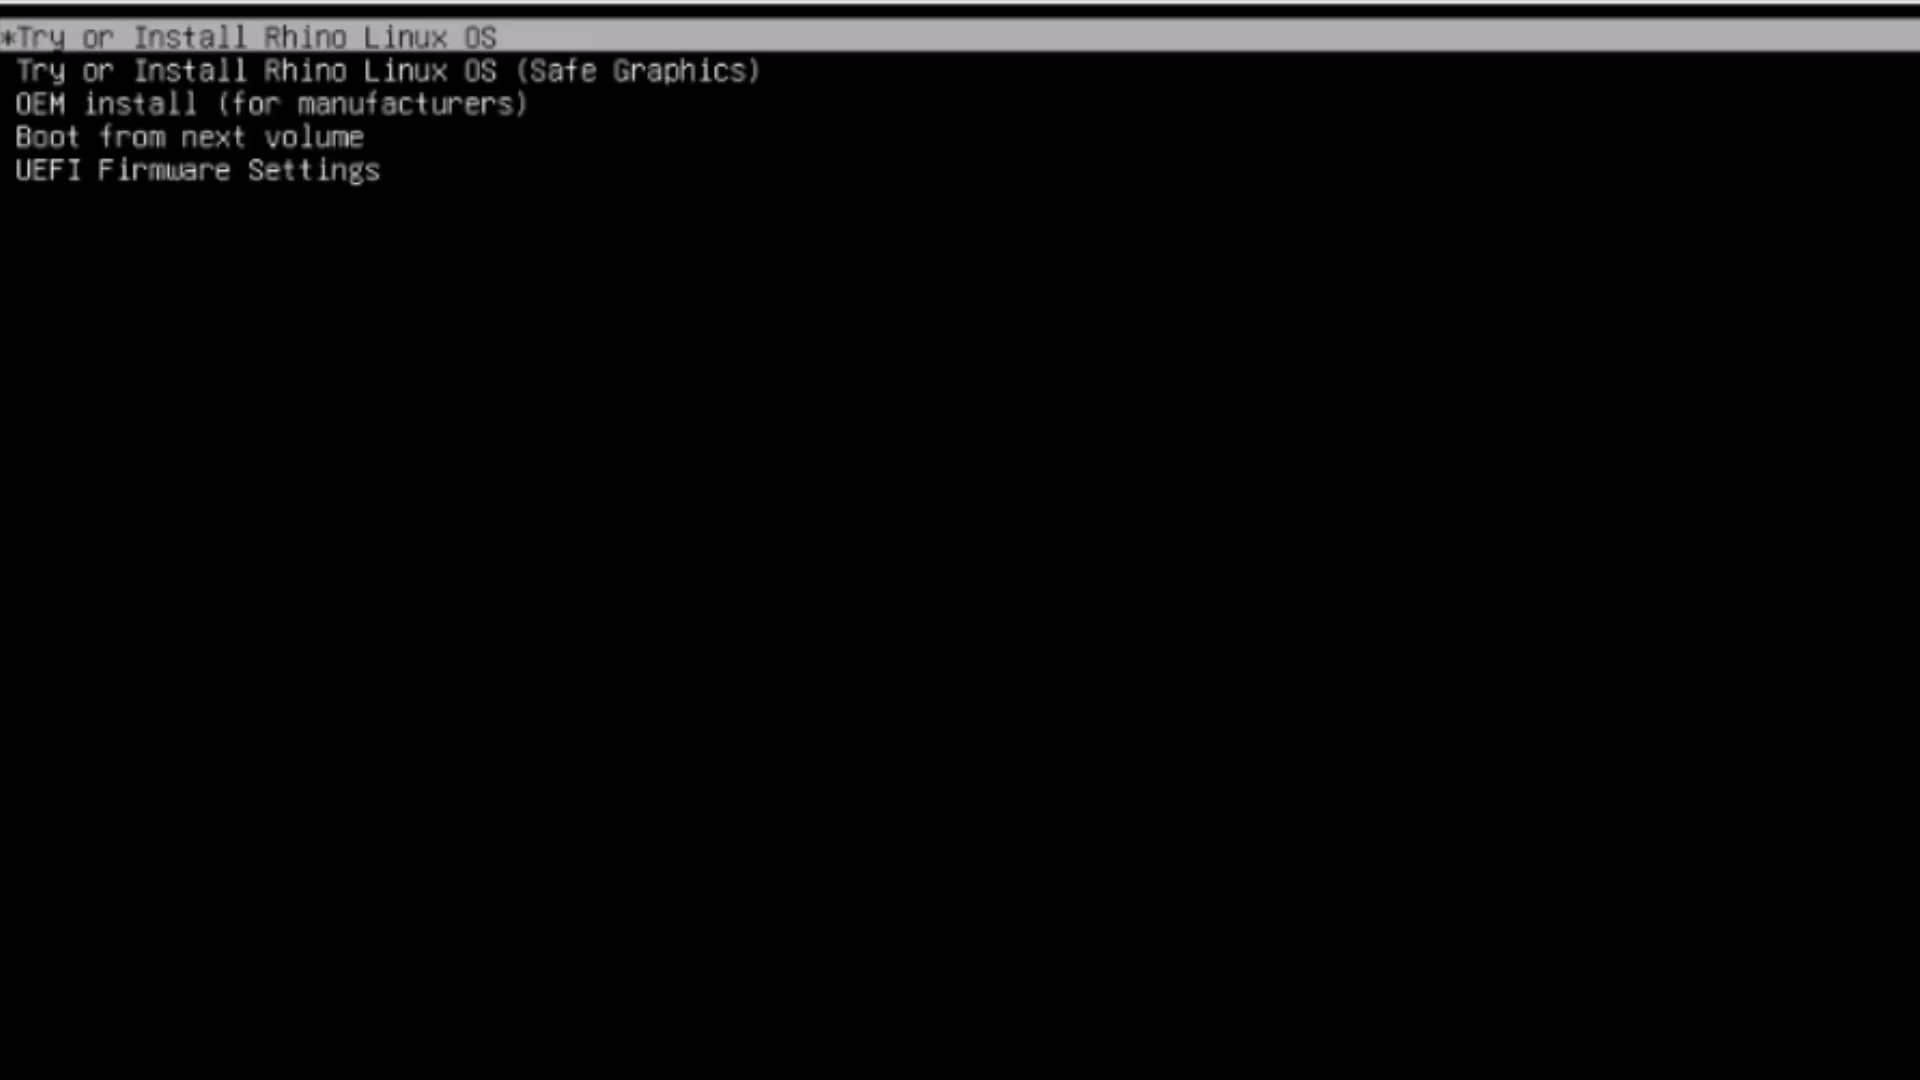 *Try or Install Rhino Linux OS
Try or Install Rhino Linux OS (Safe Graphics)
OEM install (for manufacturers)
Boot from next volume
UEFI Firmware Settings